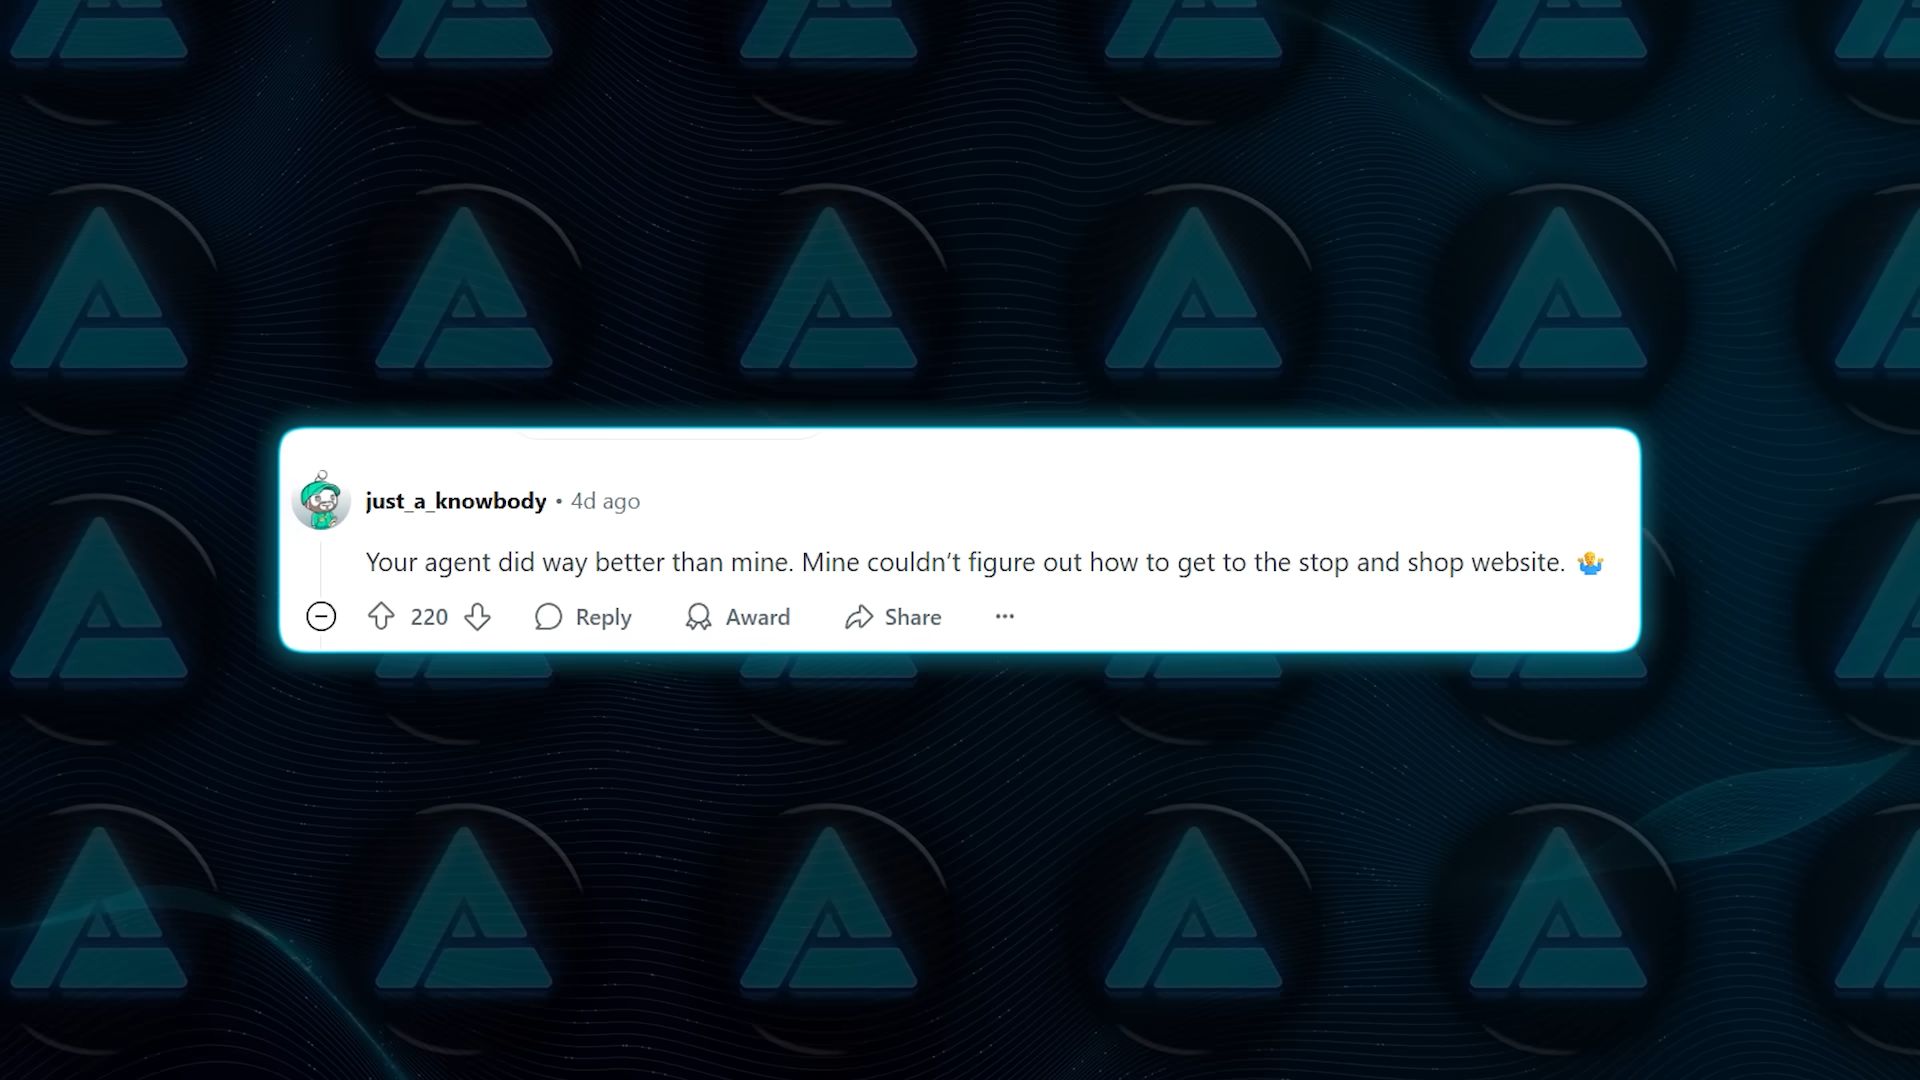 just_a_knowbody • 4d ago
Your agent did way better than mine. Mine couldn’t figure out how to get to the stop and shop website. 🤷‍♂️
220 Reply Award Share ···